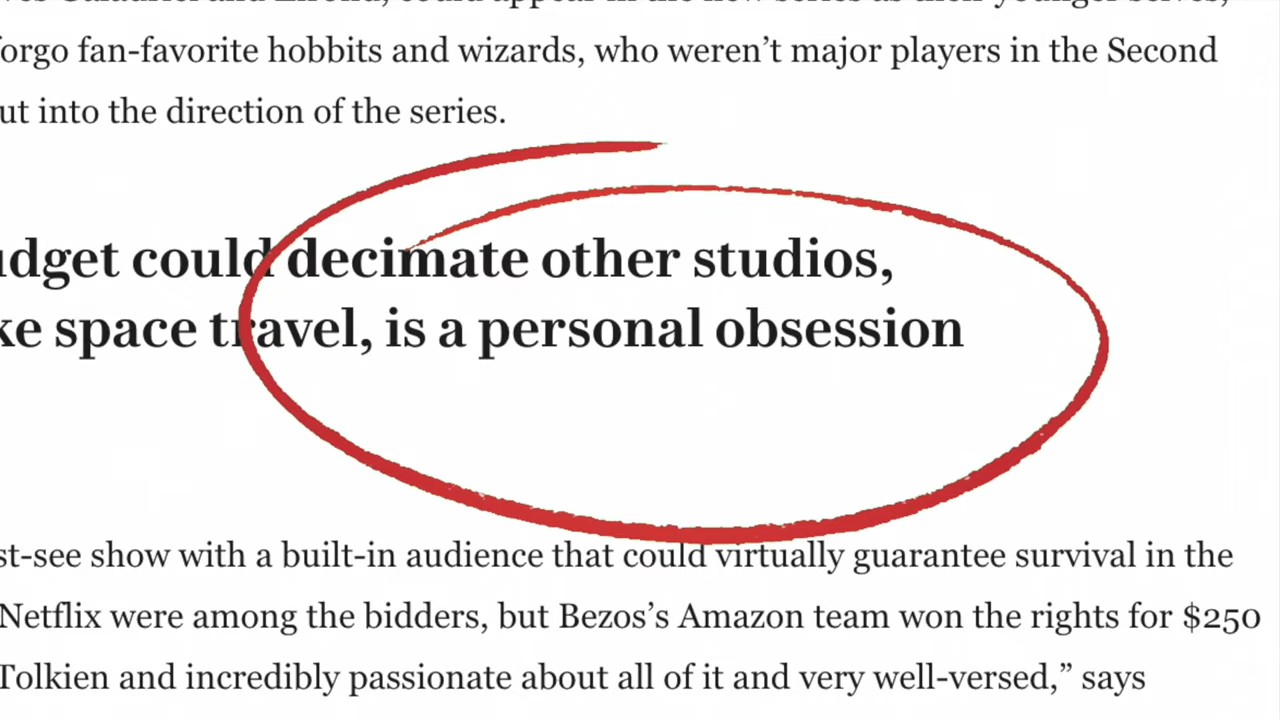 forgo fan-favorite hobbits and wizards, who weren't major players in the Second
ut into the direction of the series.
udget could decimate other studios,
ke space travel, is a personal obsession
st-see show with a built-in audience that could virtually guarantee survival in the
Netflix were among the bidders, but Bezos's Amazon team won the rights for $250
Tolkien and incredibly passionate about all of it and very well-versed,” says